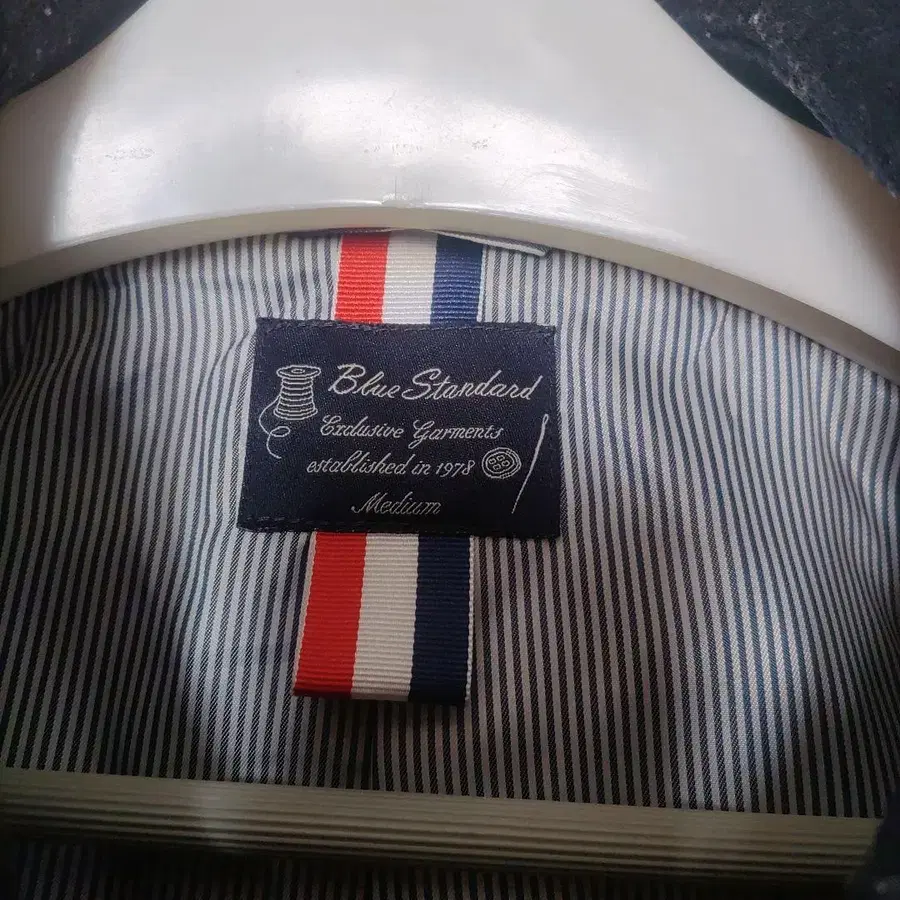 Blue Standard
Exclusive Garments
established in 1978
Medium